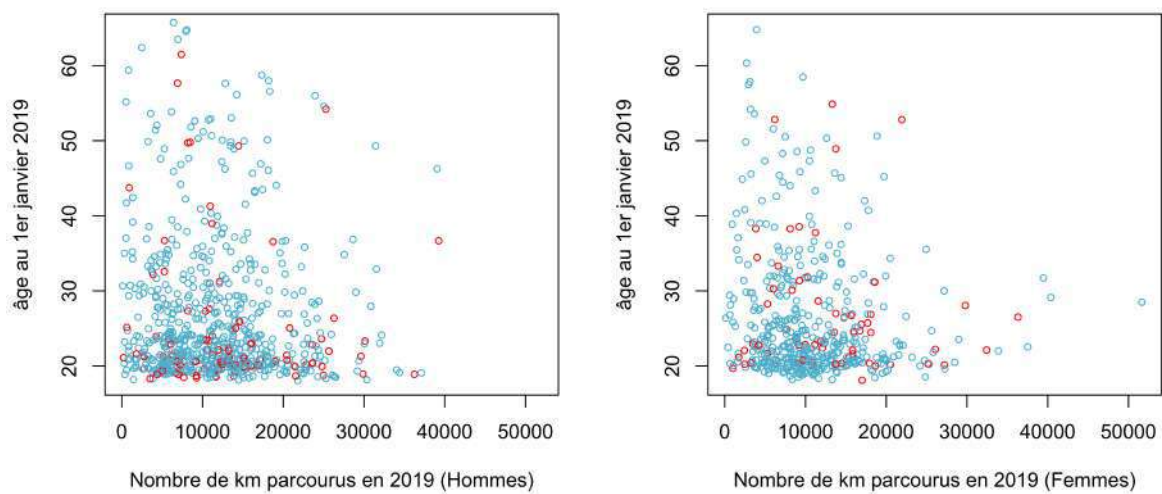 60
50
40
30
20
âge au 1er janvier 2019
0 10000 20000 30000 40000 50000
Nombre de km parcourus en 2019 (Hommes)
60
50
40
30
20
âge au 1er janvier 2019
0 10000 20000 30000 40000 50000
Nombre de km parcourus en 2019 (Femmes)